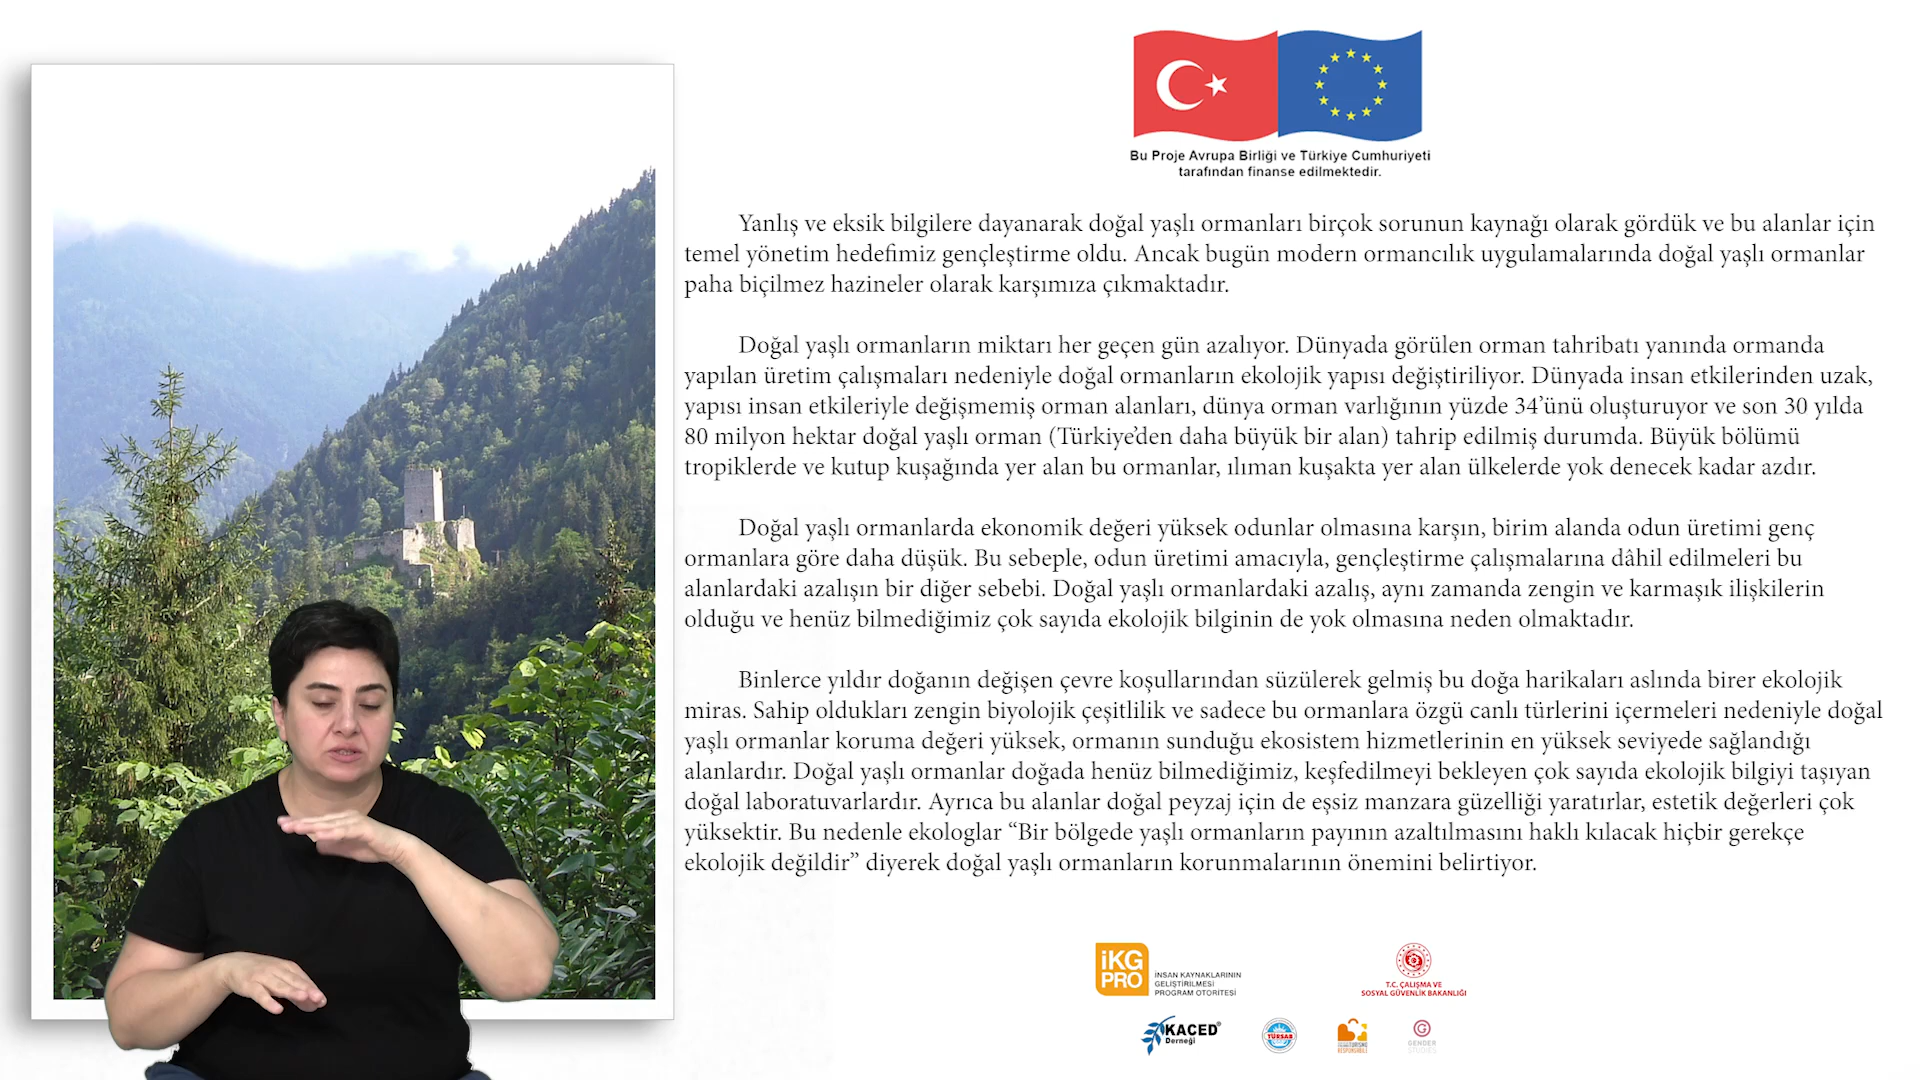 Bu Proje Avrupa Birliği ve Türkiye Cumhuriyeti
tarafından finanse edilmektedir.
Yanlış ve eksik bilgilere dayanarak doğal yaşlı ormanları birçok sorunun kaynağı olarak gördük ve bu alanlar için
temel yönetim hedefimiz gençleştirme oldu. Ancak bugün modern ormancılık uygulamalarında doğal yaşlı ormanlar
paha biçilmez hazineler olarak karşımıza çıkmaktadır.
Doğal yaşlı ormanların miktarı her geçen gün azalıyor. Dünyada görülen orman tahribatı yanında ormanda
yapılan üretim çalışmaları nedeniyle doğal ormanların ekolojik yapısı değiştiriliyor. Dünyada insan etkilerinden uzak,
yapısı insan etkileriyle değişmemiş orman alanları, dünya orman varlığının yüzde 34’ünü oluşturuyor ve son 30 yılda
80 milyon hektar doğal yaşlı orman (Türkiye’den daha büyük bir alan) tahrip edilmiş durumda. Büyük bölümü
tropiklerde ve kutup kuşağında yer alan bu ormanlar, ılıman kuşakta yer alan ülkelerde yok denecek kadar azdır.
Doğal yaşlı ormanlarda ekonomik değeri yüksek odunlar olmasına karşın, birim alanda odun üretimi genç
ormanlara göre daha düşük. Bu sebeple, odun üretimi amacıyla, gençleştirme çalışmalarına dâhil edilmeleri bu
alanlardaki azalışın bir diğer sebebi. Doğal yaşlı ormanlardaki azalış, aynı zamanda zengin ve karmaşık ilişkilerin
olduğu ve henüz bilmediğimiz çok sayıda ekolojik bilginin de yok olmasına neden olmaktadır.
Binlerce yıldır doğanın değişen çevre koşullarından süzülerek gelmiş bu doğa harikaları aslında birer ekolojik
miras. Sahip oldukları zengin biyolojik çeşitlilik ve sadece bu ormanlara özgü canlı türlerini içermeleri nedeniyle doğal
yaşlı ormanlar koruma değeri yüksek, ormanın sunduğu ekosistem hizmetlerinin en yüksek seviyede sağlandığı
alanlardır. Doğal yaşlı ormanlar doğada henüz bilmediğimiz, keşfedilmeyi bekleyen çok sayıda ekolojik bilgiyi taşıyan
doğal laboratuvarlardır. Ayrıca bu alanlar doğal peyzaj için de eşsiz manzara güzelliği yaratırlar, estetik değerleri çok
yüksektir. Bu nedenle ekologlar “Bir bölgede yaşlı ormanların payının azaltılmasını haklı kılacak hiçbir gerekçe
ekolojik değildir” diyerek doğal yaşlı ormanların korunmalarının önemini belirtiyor.
iKG
PRO
İNSAN KAYNAKLARININ
GELİŞTİRİLMESİ
PROGRAM OTORİTESİ
T.C. ÇALIŞMA VE
SOSYAL GÜVENLİK BAKANLIĞI
KACED
Derneği
TÜRSAB
TURISMO
RESPONSABILE
GENDER
STUDIES